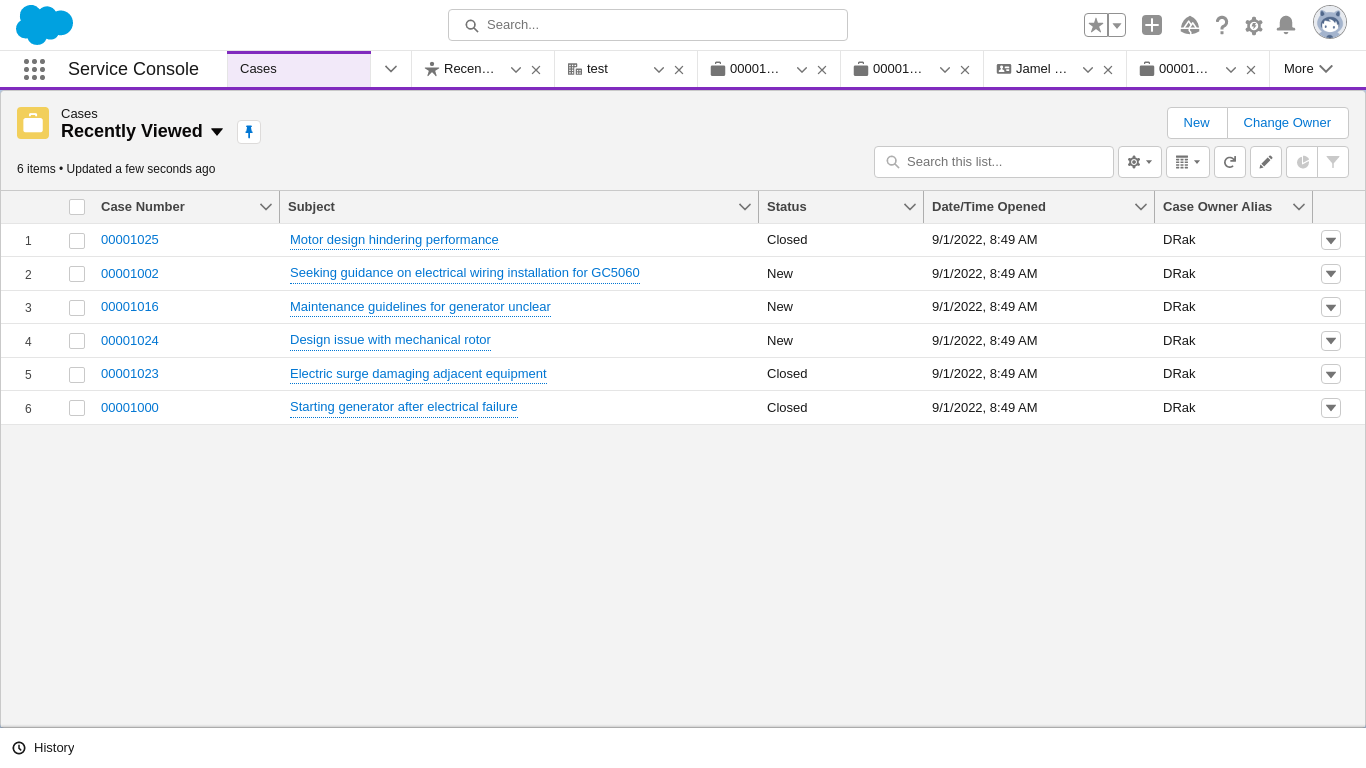 Search...
Service Console
Cases
Recen…
test
00001…
00001…
Jamel …
00001…
More
Cases
Recently Viewed
New
Change Owner
6 items • Updated a few seconds ago
Search this list...
Case Number
Subject
Status
Date/Time Opened
Case Owner Alias
1 00001025 Motor design hindering performance Closed 9/1/2022, 8:49 AM DRak
2 00001002 Seeking guidance on electrical wiring installation for GC5060 New 9/1/2022, 8:49 AM DRak
3 00001016 Maintenance guidelines for generator unclear New 9/1/2022, 8:49 AM DRak
4 00001024 Design issue with mechanical rotor New 9/1/2022, 8:49 AM DRak
5 00001023 Electric surge damaging adjacent equipment Closed 9/1/2022, 8:49 AM DRak
6 00001000 Starting generator after electrical failure Closed 9/1/2022, 8:49 AM DRak
History